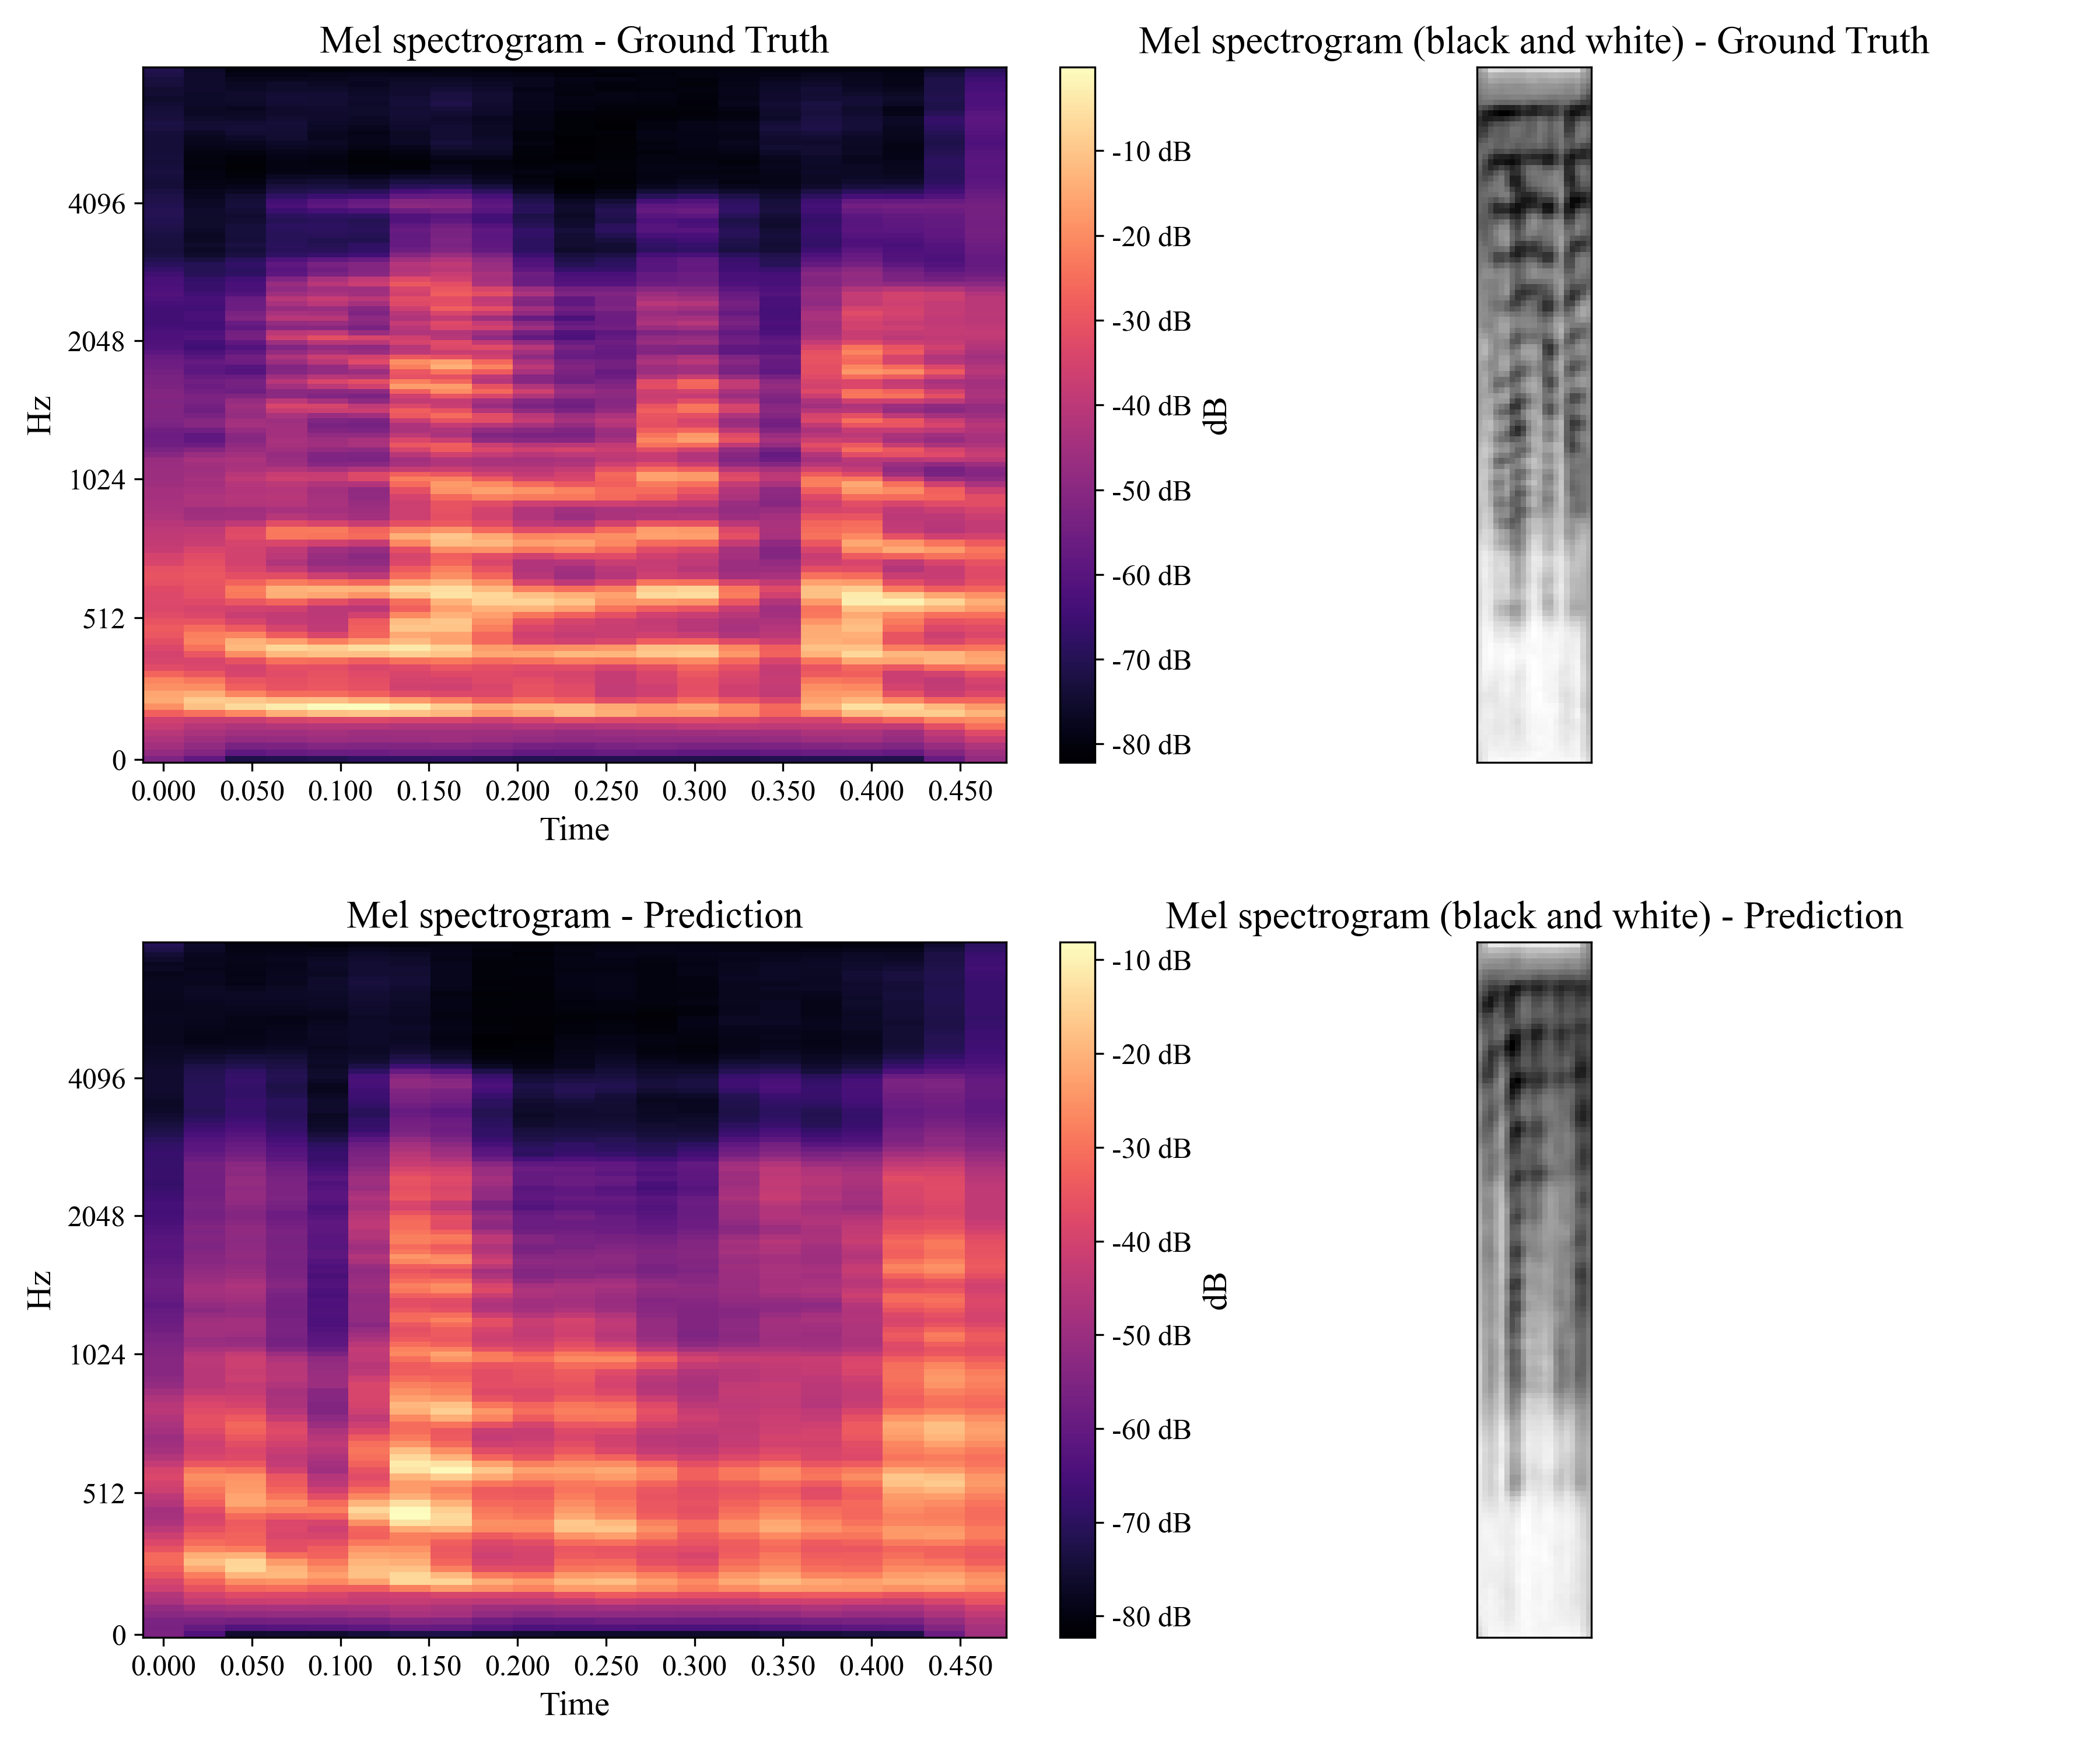 Mel spectrogram - Ground Truth
Mel spectrogram (black and white) - Ground Truth
Hz
4096
2048
1024
512
0
0.000 0.050 0.100 0.150 0.200 0.250 0.300 0.350 0.400 0.450
Time
-10 dB
-20 dB
-30 dB
-40 dB
-50 dB
-60 dB
-70 dB
-80 dB
dB
Mel spectrogram - Prediction
Mel spectrogram (black and white) - Prediction
Hz
4096
2048
1024
512
0
0.000 0.050 0.100 0.150 0.200 0.250 0.300 0.350 0.400 0.450
Time
-10 dB
-20 dB
-30 dB
-40 dB
-50 dB
-60 dB
-70 dB
-80 dB
dB